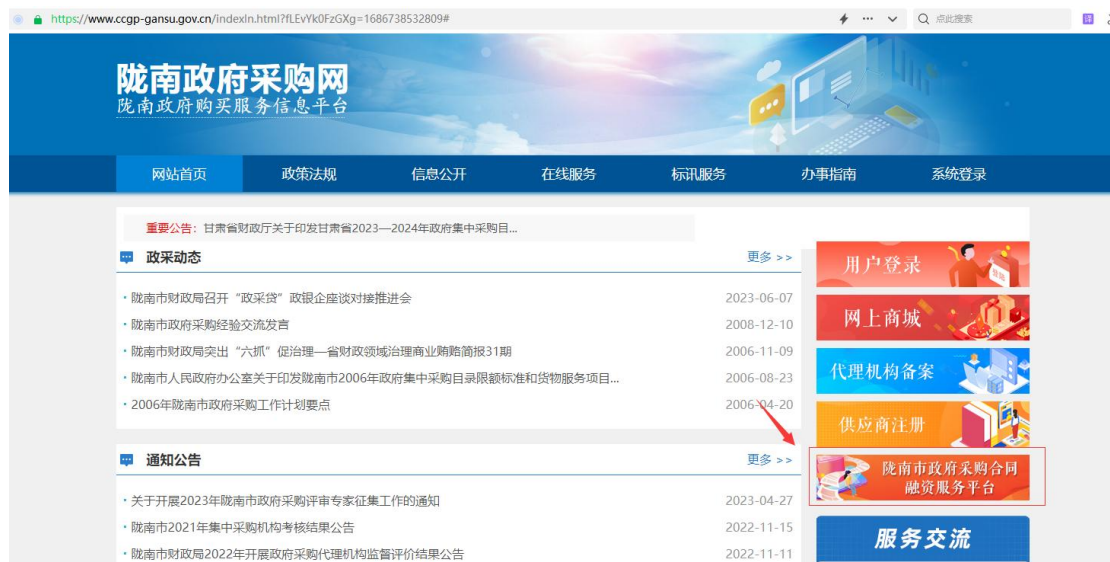 https://www.ccgp-gansu.gov.cn/indexln.html?fLEvYk0FzGXg=1686738532809#
点此搜索
译
陇南政府采购网
陇南政府购买服务信息平台
网站首页 政策法规 信息公开 在线服务 标讯服务 办事指南 系统登录
重要公告：甘肃省财政厅关于印发甘肃省2023—2024年政府集中采购目...
政采动态 更多 >>
陇南市财政局召开“政采贷”政银企座谈对接推进会 2023-06-07
陇南市政府采购经验交流发言 2008-12-10
陇南市财政局突出“六抓”促治理—省财政领域治理商业贿赂简报31期 2006-11-09
陇南市人民政府办公室关于印发陇南市2006年政府集中采购目录限额标准和货物服务项目... 2006-08-23
2006年陇南市政府采购工作计划要点 2006-04-20
通知公告 更多 >>
关于开展2023年陇南市政府采购评审专家征集工作的通知 2023-04-27
陇南市2021年集中采购机构考核结果公告 2022-11-15
陇南市财政局2022年开展政府采购代理机构监督评价结果公告 2022-11-11
用户登录
网上商城
代理机构备案
供应商注册
陇南市政府采购合同
融资服务平台
服务交流